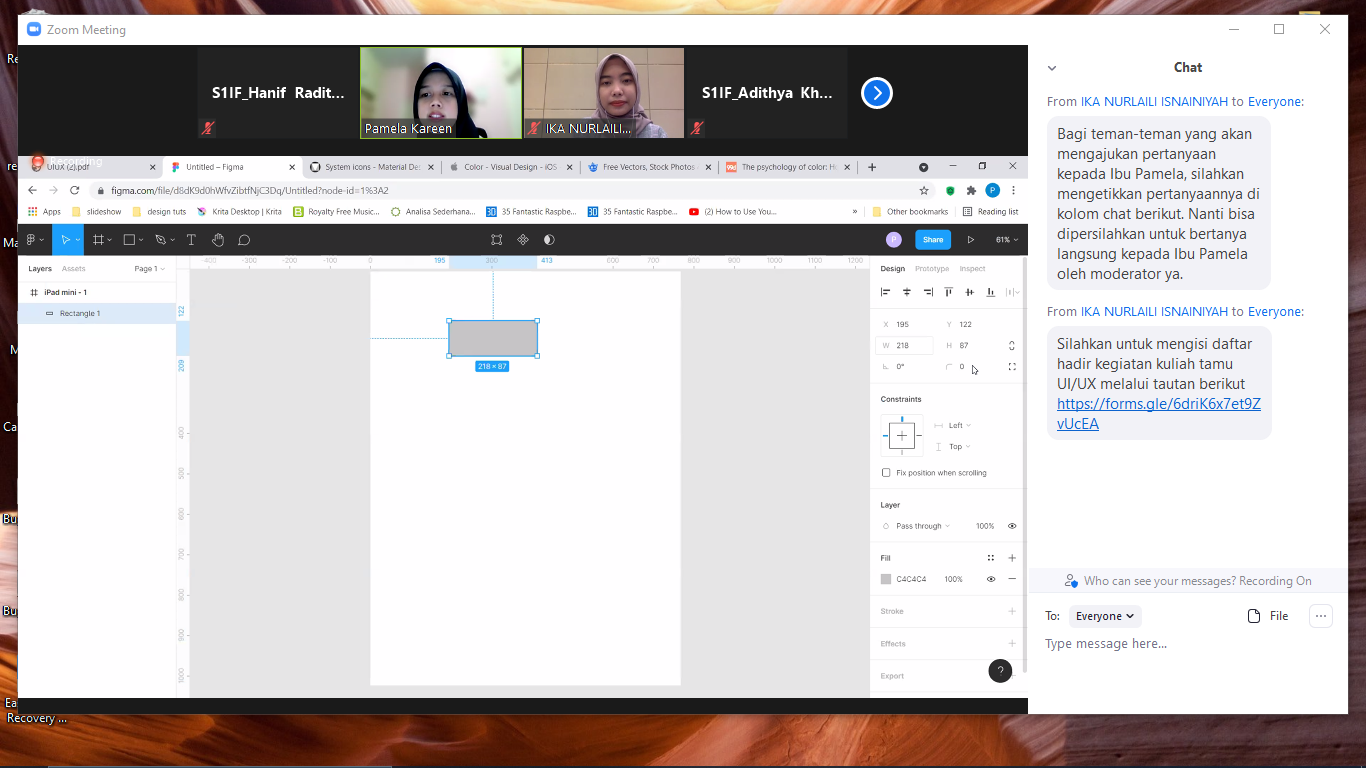 Zoom Meeting
S1IF_Hanif Radit...
Pamela Kareen
IKA NURLAILI...
S1IF_Adithya Kh...
Recording
UIUX (2).pdf
Untitled – Figma
System icons - Material De
Color - Visual Design - iOS
Free Vectors, Stock Photos
The psychology of color: H
figma.com/file/d8dK9d0hWfvZibtfNjC3Dq/Untitled?node-id=1%3A2
Apps
slideshow
design tuts
Krita Desktop | Krita
Royalty Free Music...
Analisa Sederhana...
35 Fantastic Raspbe...
35 Fantastic Raspbe...
(2) How to Use You...
»
Other bookmarks
Reading list
P
Share
61%
Layers
Assets
Page 1
iPad mini - 1
Rectangle 1
-400
-300
-200
-100
0
195
300
413
600
700
800
900
1000
1100
1200
122
209
400
500
600
700
800
900
1000
218 × 87
Design
Prototype
Inspect
X 195 Y 122
W 218 H 87
0° 0
Constraints
Left
Top
Fix position when scrolling
Layer
Pass through 100%
Fill
C4C4C4 100%
Stroke
Effects
Export
?
Chat
From IKA NURLAILI ISNAINIYAH to Everyone:
Bagi teman-teman yang akan
mengajukan pertanyaan
kepada Ibu Pamela, silahkan
mengetikkan pertanyaannya di
kolom chat berikut. Nanti bisa
dipersilahkan untuk bertanya
langsung kepada Ibu Pamela
oleh moderator ya.
From IKA NURLAILI ISNAINIYAH to Everyone:
Silahkan untuk mengisi daftar
hadir kegiatan kuliah tamu
UI/UX melalui tautan berikut
https://forms.gle/6driK6x7et9Z
vUcEA
Who can see your messages? Recording On
To: Everyone
File
Type message here...
Recovery ...